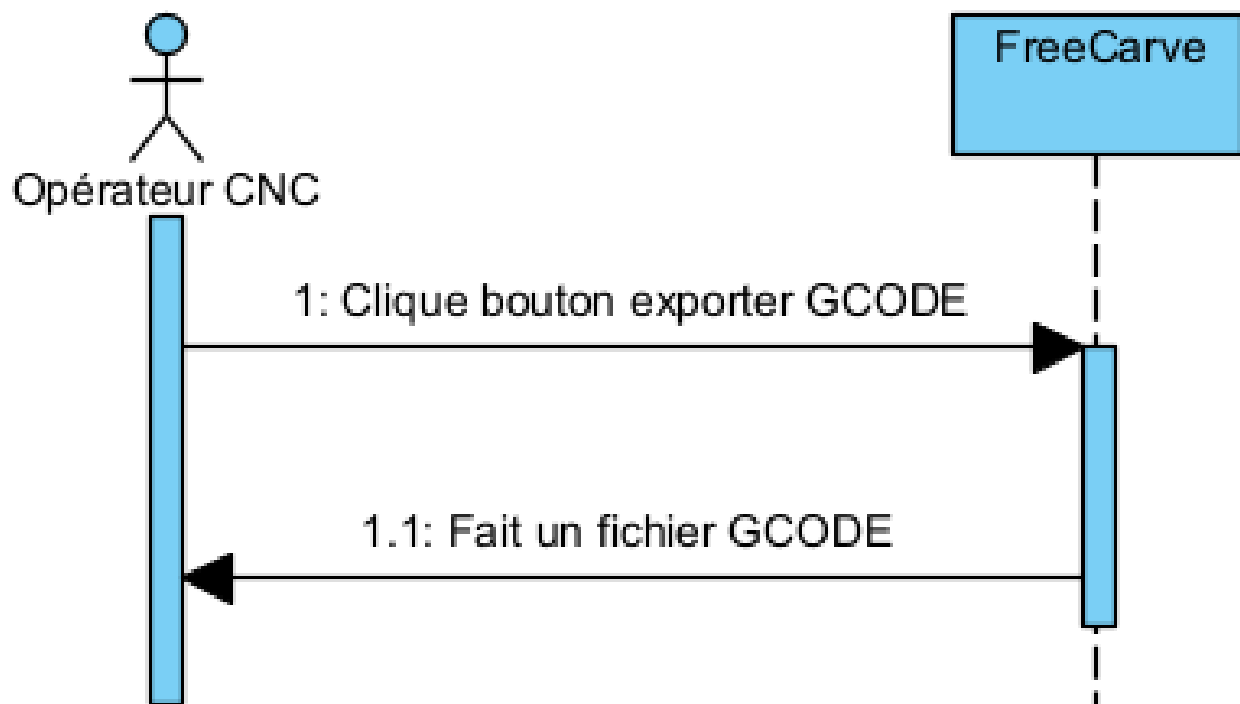 FreeCarve
Opérateur CNC
1: Clique bouton exporter GCODE
1.1: Fait un fichier GCODE